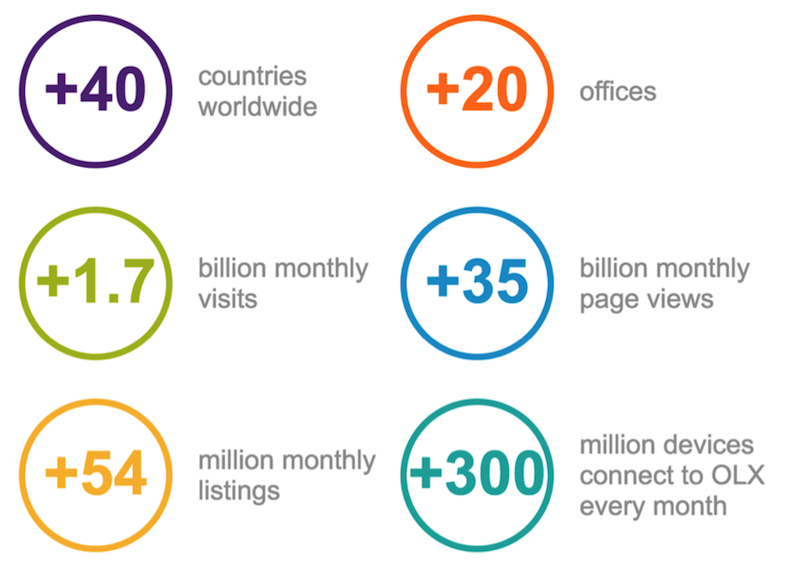 +40
countries
worldwide
+20
offices
+1.7
billion monthly
visits
+35
billion monthly
page views
+54
million monthly
listings
+300
million devices
connect to OLX
every month